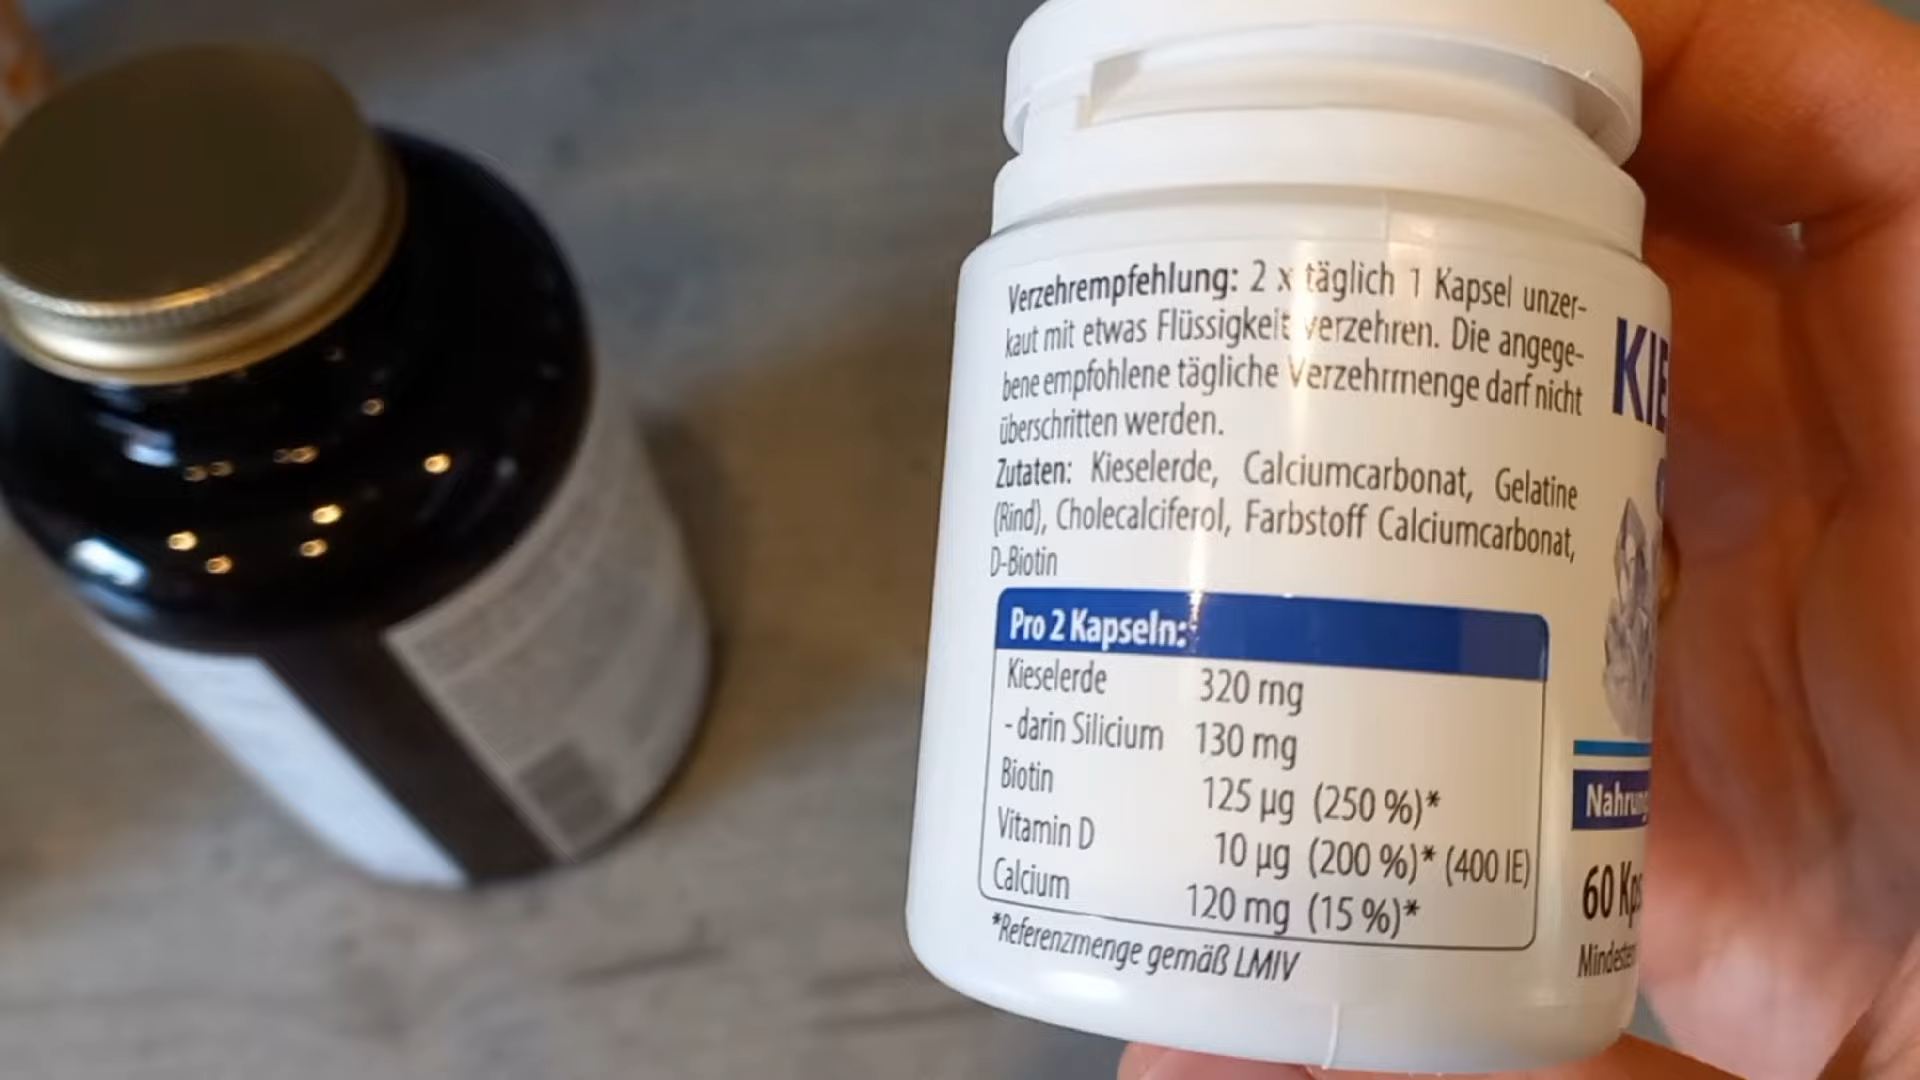 Verzehrempfehlung: 2 x täglich 1 Kapsel unzer-
kaut mit etwas Flüssigkeit verzehren. Die angege-
bene empfohlene tägliche Verzehrmenge darf nicht
überschritten werden.
Zutaten: Kieselerde, Calciumcarbonat, Gelatine
(Rind), Cholecalciferol, Farbstoff Calciumcarbonat,
D-Biotin
Pro 2 Kapseln:
Kieselerde 320 mg
- darin Silicium 130 mg
Biotin 125 µg (250 %)*
Vitamin D 10 µg (200 %)* (400 IE)
Calcium 120 mg (15 %)*
*Referenzmenge gemäß LMIV
KIE
Nahrung
60 Kps
Mindesten